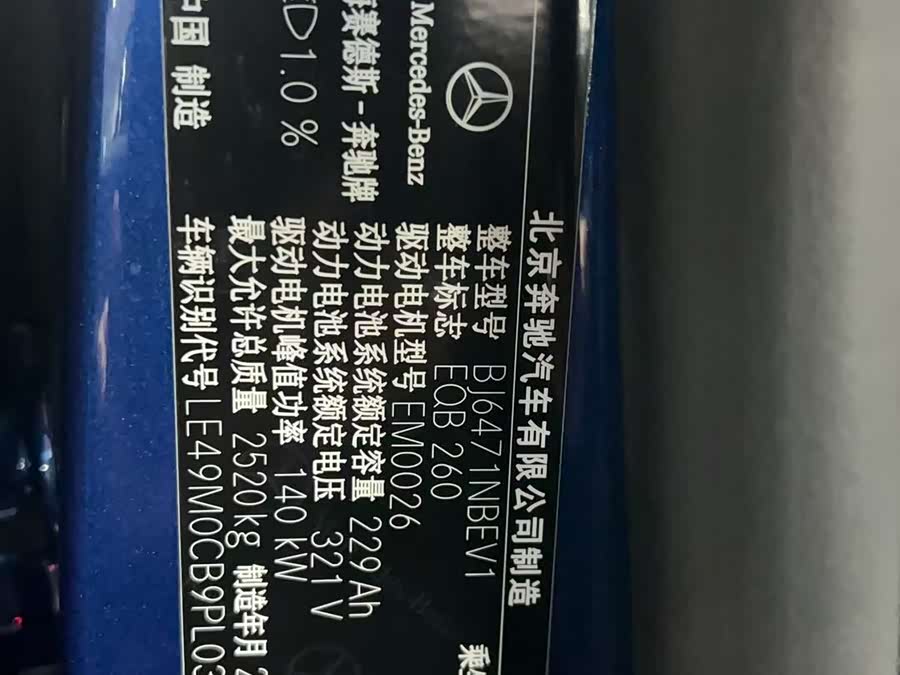 Mercedes-Benz
北京奔驰汽车有限公司制造
整车型号 BJ6471NBEV1
整车标志 EQB 260
驱动电机型号 EM0026
动力电池系统额定容量 229Ah
动力电池系统额定电压 321V
驱动电机峰值功率 140 kW
最大允许总质量 2520kg 制造年月 2
车辆识别代号 LE49M0CB9PL03
赛德斯-奔驰牌
1.0 %
中国 制造